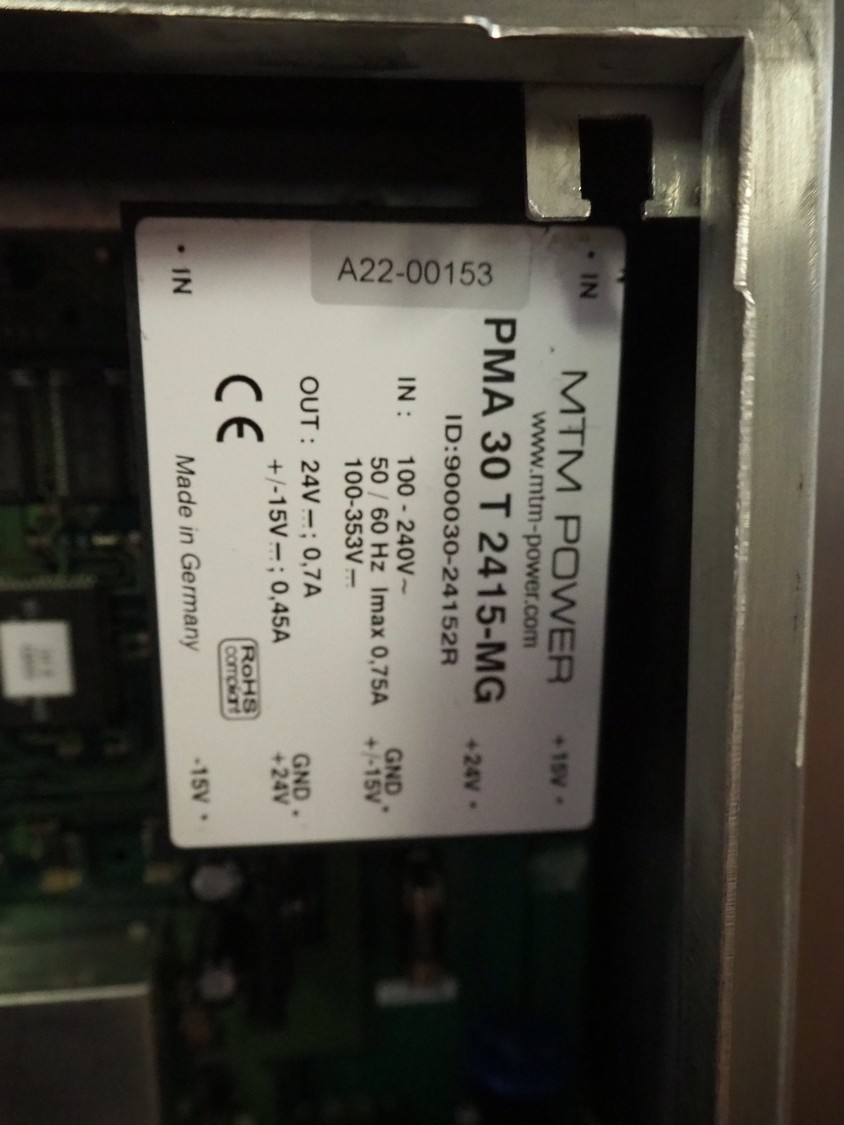 A22-00153
• IN
MTM POWER
www.mtm-power.com
+15V •
PMA 30 T 2415-MG
+24V •
ID:900030-24152R
IN : 100 - 240V~
50 / 60 Hz Imax 0,75A
100-353V⎓
GND
+/-15V •
OUT : 24V⎓; 0,7A
+/-15V⎓; 0,45A
GND
+24V •
CE
RoHS
compliant
• IN
Made in Germany
-15V •